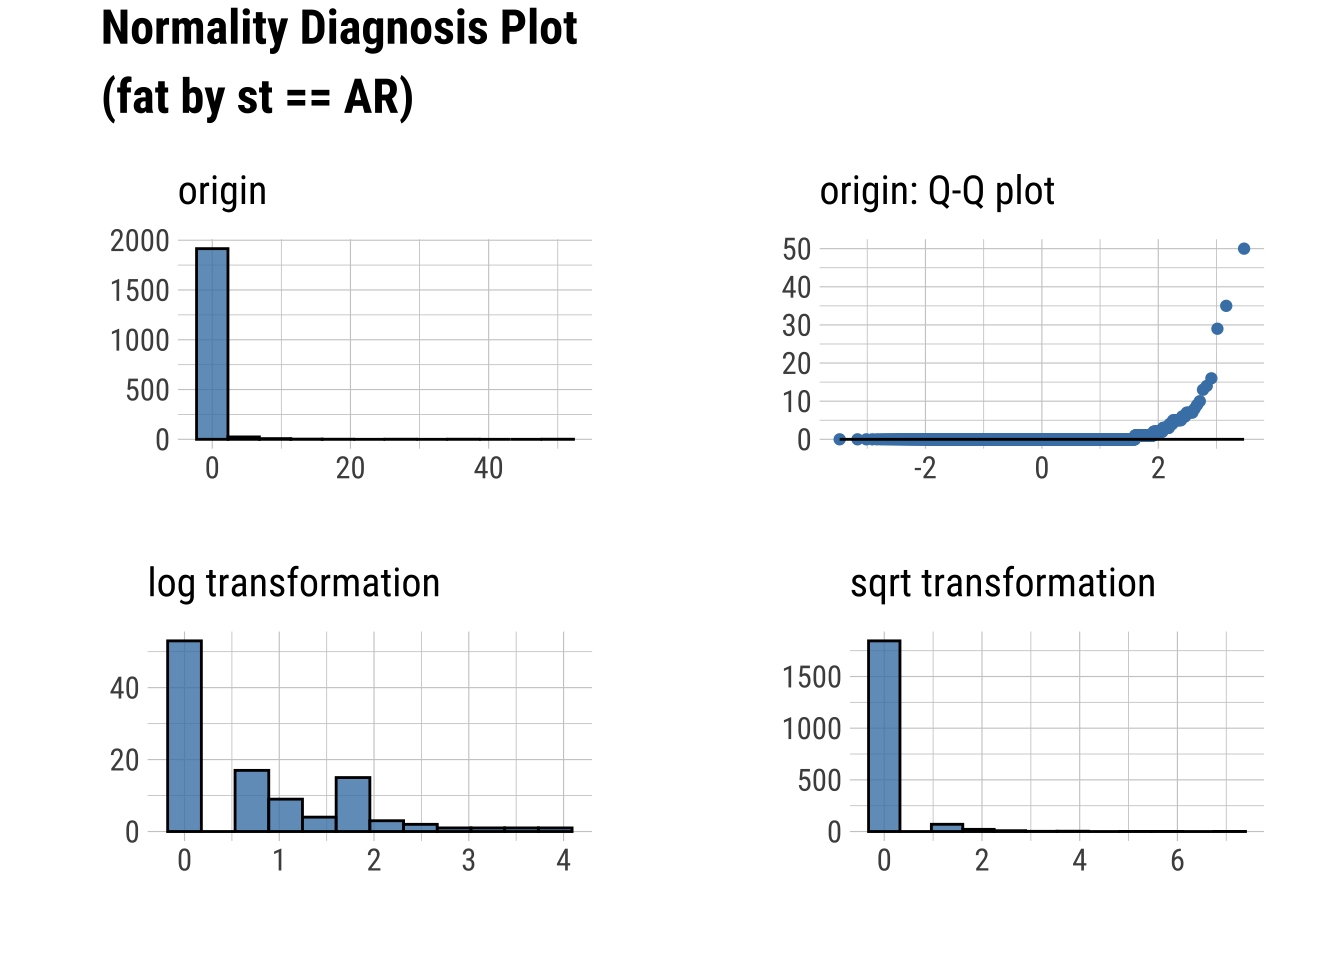 Normality Diagnosis Plot
(fat by st == AR)
origin
2000
1500
1000
500
0
0 20 40
origin: Q-Q plot
50
40
30
20
10
0
-2 0 2
log transformation
40
20
0
0 1 2 3 4
sqrt transformation
1500
1000
500
0
0 2 4 6